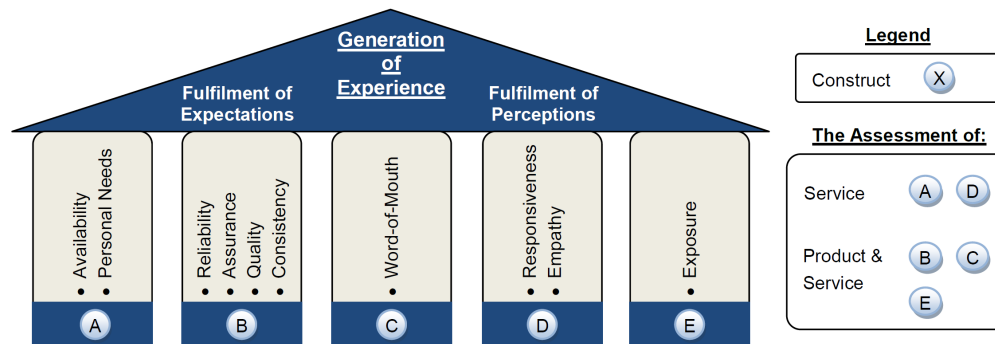 Generation
of
Experience
Fulfilment of
Expectations
Fulfilment of
Perceptions
• Availability
• Personal Needs
• Reliability
• Assurance
• Quality
• Consistency
• Word-of-Mouth
• Responsiveness
• Empathy
• Exposure
A
B
C
D
E
Legend
Construct X
The Assessment of:
Service A D
Product &
Service
B C
E